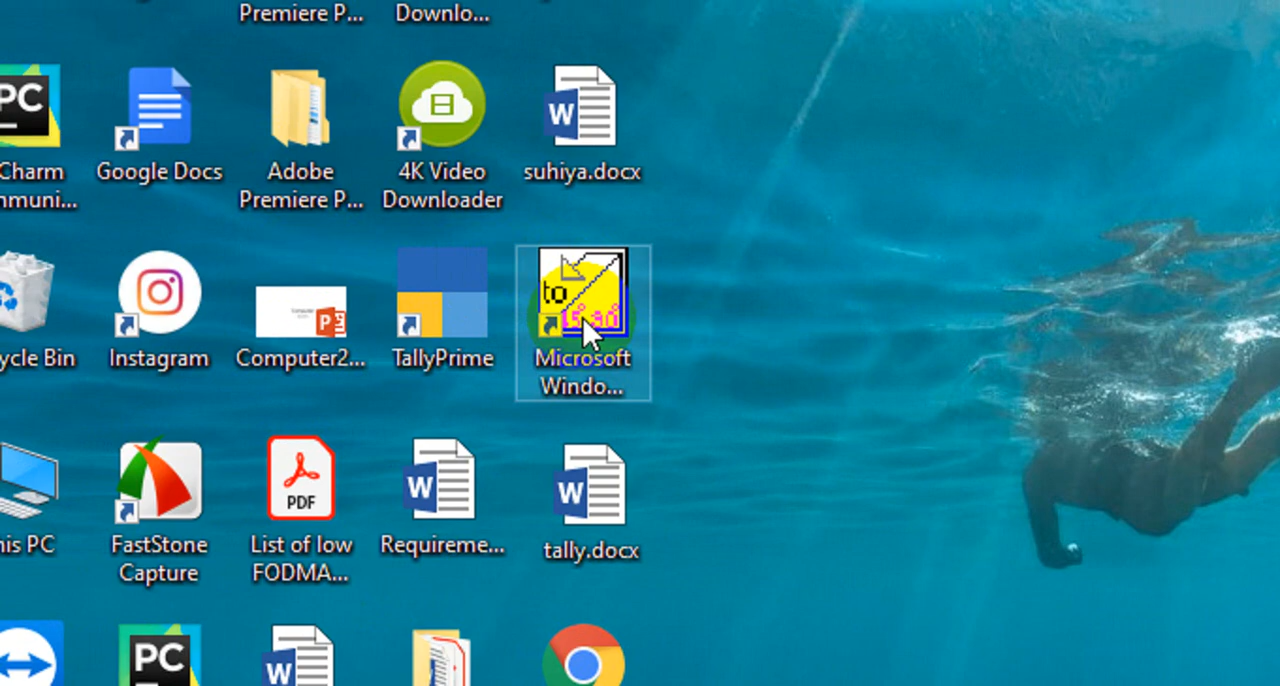 Premiere P...
Downlo...
PC
W
Charm
mmuni...
Google Docs
Adobe
Premiere P...
4K Video
Downloader
suhiya.docx
to
P
ycle Bin
Instagram
Computer2...
TallyPrime
Microsoft
Windo...
PDF
W
W
his PC
FastStone
Capture
List of low
FODMA...
Requireme...
tally.docx
PC
W